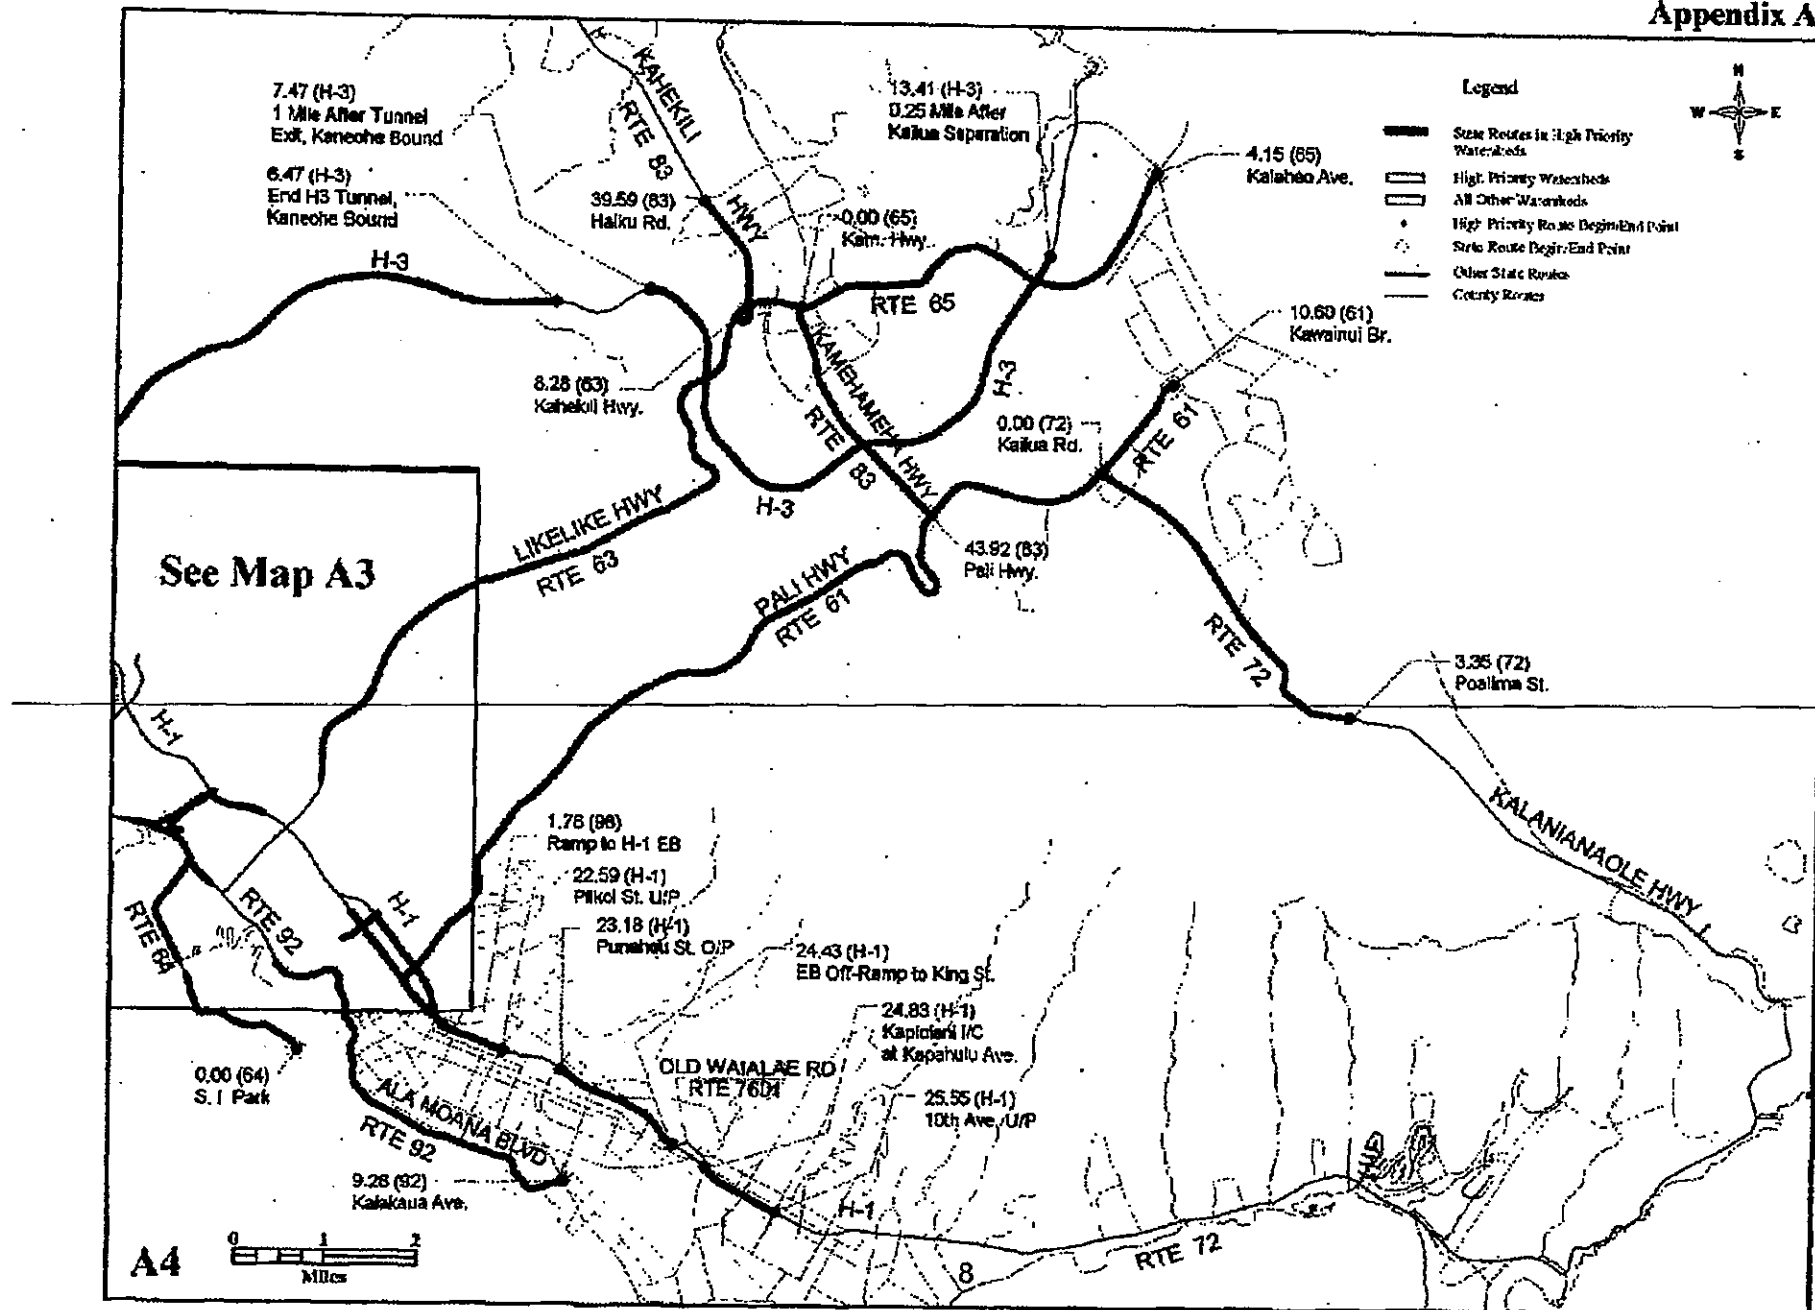 Appendix A
Legend
State Routes in High Priority
Watersheds
High Priority Watersheds
All Other Watersheds
High Priority Route Begin/End Point
State Route Begin/End Point
Other State Routes
County Routes
N
W
E
S
7.47 (H-3)
1 Mile After Tunnel
Exit, Kaneohe Bound
6.47 (H-3)
End H3 Tunnel,
Kaneohe Bound
KAHEKILI
HWY
RTE 83
13.41 (H-3)
0.25 Mile After
Kailua Separation
4.15 (65)
Kalaheo Ave.
39.59 (83)
Haiku Rd.
0.00 (65)
Kam. Hwy.
H-3
RTE 65
10.60 (61)
Kawainui Br.
8.28 (63)
Kahekili Hwy.
KAMEHAMEHA HWY
RTE 83
H-3
0.00 (72)
Kailua Rd.
RTE 61
H-3
LIKELIKE HWY
RTE 63
See Map A3
PALI HWY
RTE 61
43.92 (83)
Pali Hwy.
RTE 72
3.35 (72)
Poalima St.
H-1
KALANIANAOLE HWY
1.76 (98)
Ramp to H-1 EB
22.59 (H-1)
Piikoi St. U/P
23.18 (H-1)
Punahou St. O/P
24.43 (H-1)
EB Off-Ramp to King St.
24.83 (H-1)
Kapiolani I/C
at Kapahulu Ave.
25.55 (H-1)
10th Ave. U/P
H-1
RTE 92
RTE 64
0.00 (64)
S. I Park
OLD WAIALAE RD
RTE 7601
ALA MOANA BLVD
RTE 92
9.28 (92)
Kalakaua Ave.
H-1
RTE 72
8
A4
0 1 2
Miles